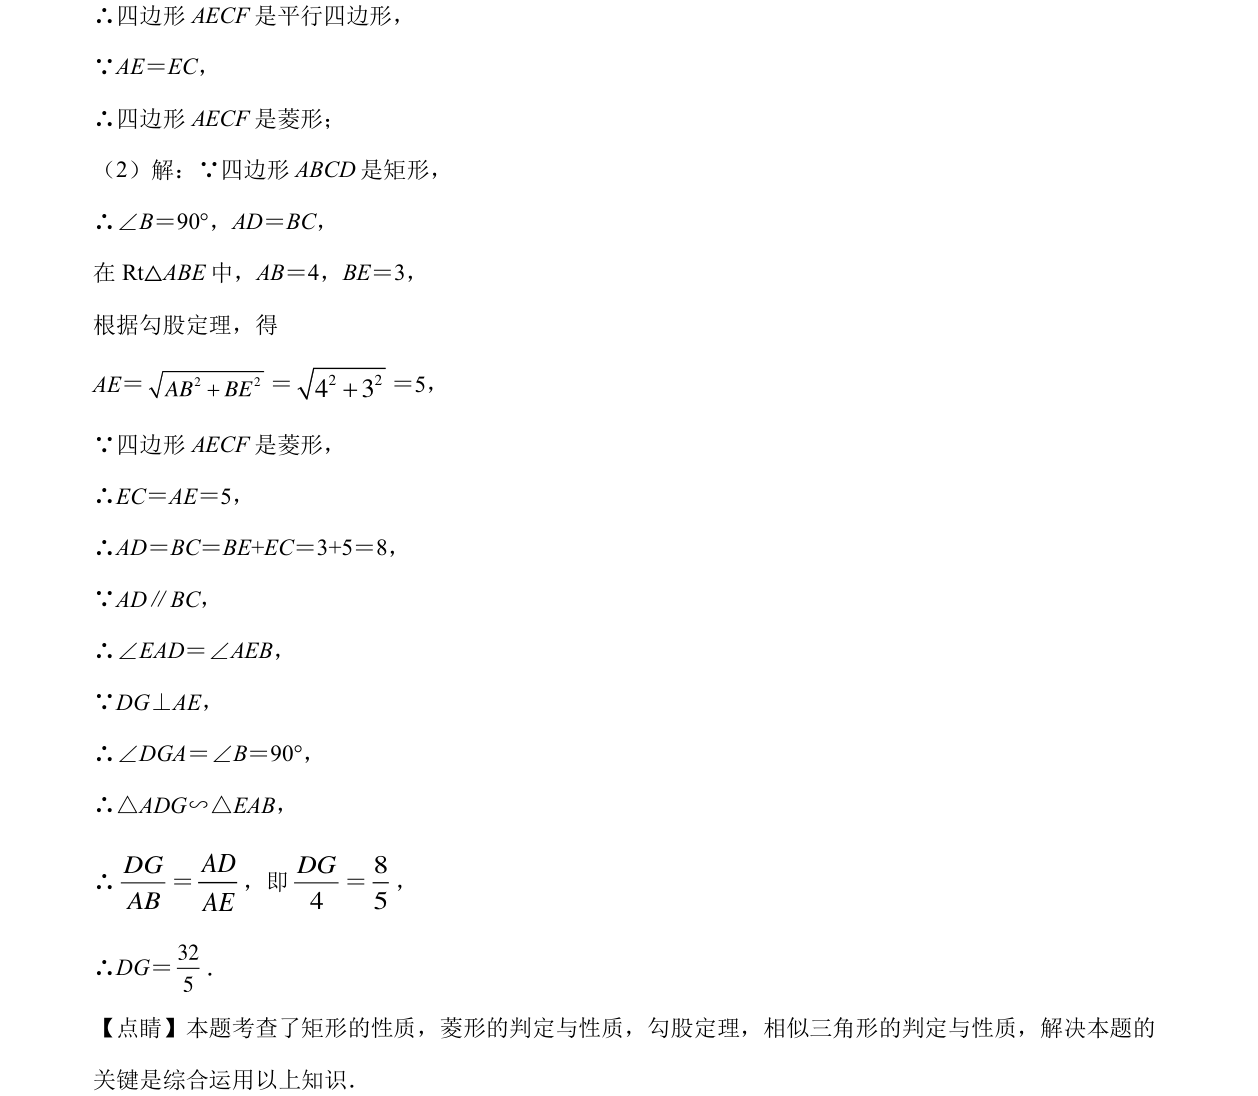 ∴四边形 AECF 是平行四边形，
∵AE＝EC，
∴四边形 AECF 是菱形；
（2）解：∵四边形 ABCD 是矩形，
∴∠B＝90°，AD＝BC，
在 Rt△ABE 中，AB＝4，BE＝3，
根据勾股定理，得
AE＝√(AB²+BE²)＝√(4²+3²)＝5，
∵四边形 AECF 是菱形，
∴EC＝AE＝5，
∴AD＝BC＝BE+EC＝3+5＝8，
∵AD∥BC，
∴∠EAD＝∠AEB，
∵DG⊥AE，
∴∠DGA＝∠B＝90°，
∴△ADG∽△EAB，
∴DG/AB＝AD/AE，即DG/4＝8/5，
∴DG＝32/5．
【点睛】本题考查了矩形的性质，菱形的判定与性质，勾股定理，相似三角形的判定与性质，解决本题的
关键是综合运用以上知识．